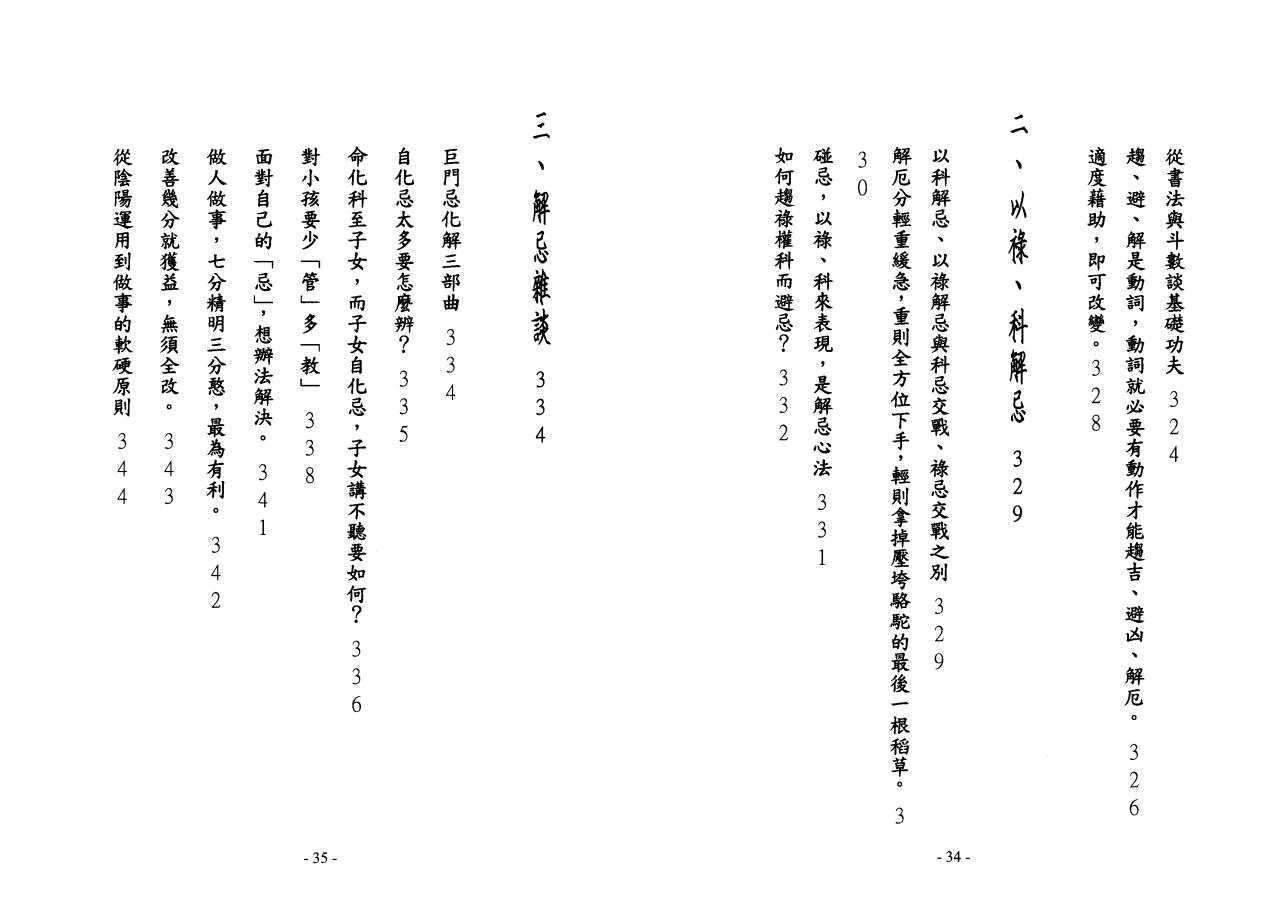 從書法與斗數談基礎功夫 324
趨、避、解是動詞，動詞就必要有動作才能趨吉、避凶、解厄。 326
適度藉助，即可改變。328
二、以祿、科解忌 329
以科解忌、以祿解忌與科忌交戰、祿忌交戰之別 329
解厄分輕重緩急，重則全方位下手，輕則拿掉壓垮駱駝的最後一根稻草。 3
30
碰忌，以祿、科來表現，是解忌心法 331
如何趨祿權科而避忌？332
- 34 -
三、解忌雜談 334
巨門忌化解三部曲 334
自化忌太多要怎麼辨？335
命化科至子女，而子女自化忌，子女講不聽要如何？336
對小孩要少「管」多「教」 338
面對自己的「忌」，想辦法解決。 341
做人做事，七分精明三分憨，最為有利。 342
改善幾分就獲益，無須全改。 343
從陰陽運用到做事的軟硬原則 344
- 35 -